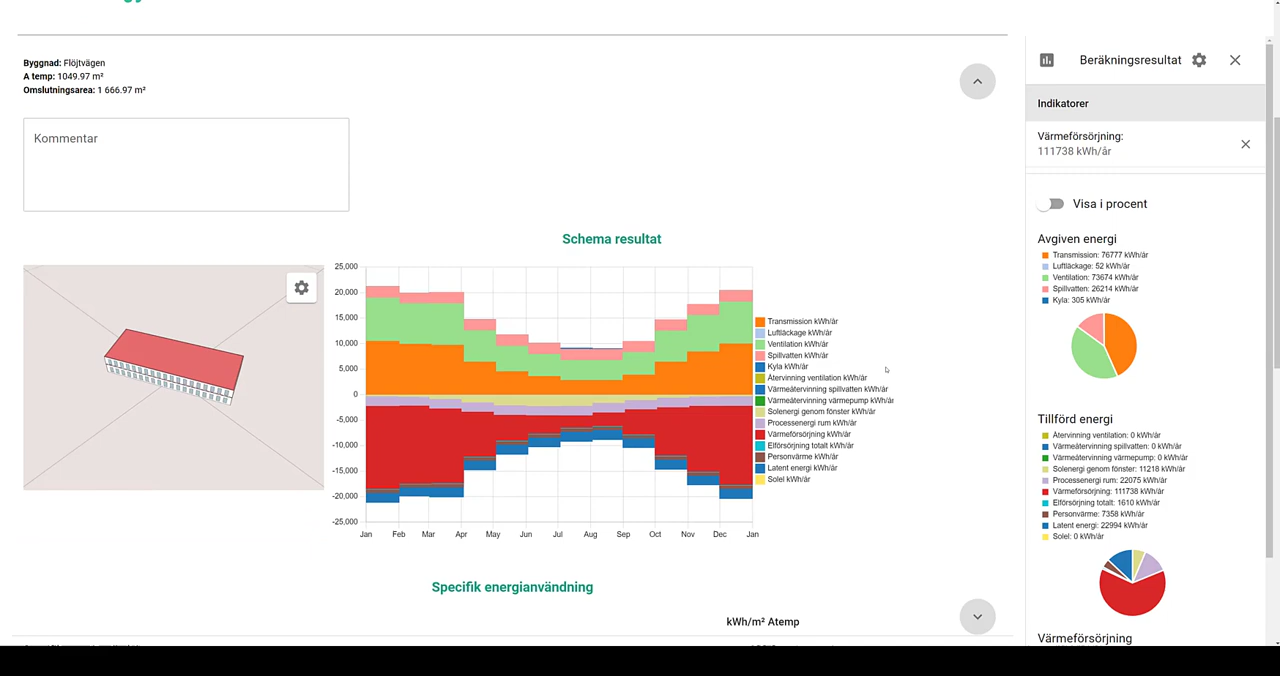 Byggnad: Flöjtvägen
A temp: 1049.97 m²
Omslutningsarea: 1 666.97 m²
Kommentar
Schema resultat
25,000
20,000
15,000
10,000
5,000
0
-5,000
-10,000
-15,000
-20,000
-25,000
Jan Feb Mar Apr May Jun Jul Aug Sep Oct Nov Dec Jan
Transmission kWh/år
Luftläckage kWh/år
Ventilation kWh/år
Spillvatten kWh/år
Kyla kWh/år
Återvinning ventilation kWh/år
Värmeåtervinning spillvatten kWh/år
Värmeåtervinning värmepump kWh/år
Solenergi genom fönster kWh/år
Processenergi rum kWh/år
Värmeförsörjning kWh/år
Elförsörjning totalt kWh/år
Personvärme kWh/år
Latent energi kWh/år
Solel kWh/år
Specifik energianvändning
kWh/m² Atemp
Beräkningsresultat
Indikatorer
Värmeförsörjning:
111738 kWh/år
Visa i procent
Avgiven energi
Transmission: 76777 kWh/år
Luftläckage: 52 kWh/år
Ventilation: 73674 kWh/år
Spillvatten: 26214 kWh/år
Kyla: 305 kWh/år
Tillförd energi
Återvinning ventilation: 0 kWh/år
Värmeåtervinning spillvatten: 0 kWh/år
Värmeåtervinning värmepump: 0 kWh/år
Solenergi genom fönster: 11218 kWh/år
Processenergi rum: 22075 kWh/år
Värmeförsörjning: 111738 kWh/år
Elförsörjning totalt: 1610 kWh/år
Personvärme: 7358 kWh/år
Latent energi: 22994 kWh/år
Solel: 0 kWh/år
Värmeförsörjning